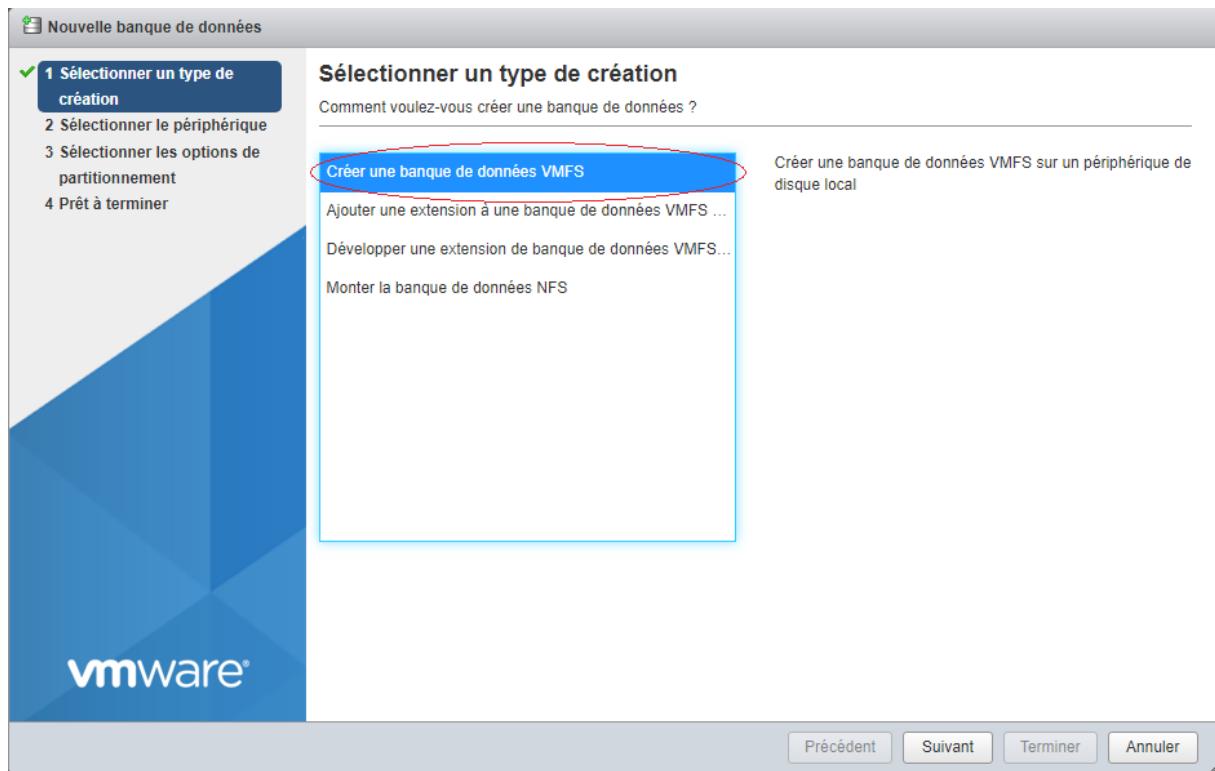 Nouvelle banque de données
1 Sélectionner un type de
création
2 Sélectionner le périphérique
3 Sélectionner les options de
partitionnement
4 Prêt à terminer
Sélectionner un type de création
Comment voulez-vous créer une banque de données ?
Créer une banque de données VMFS
Ajouter une extension à une banque de données VMFS ...
Développer une extension de banque de données VMFS...
Monter la banque de données NFS
Créer une banque de données VMFS sur un périphérique de
disque local
vmware®
Précédent
Suivant
Terminer
Annuler